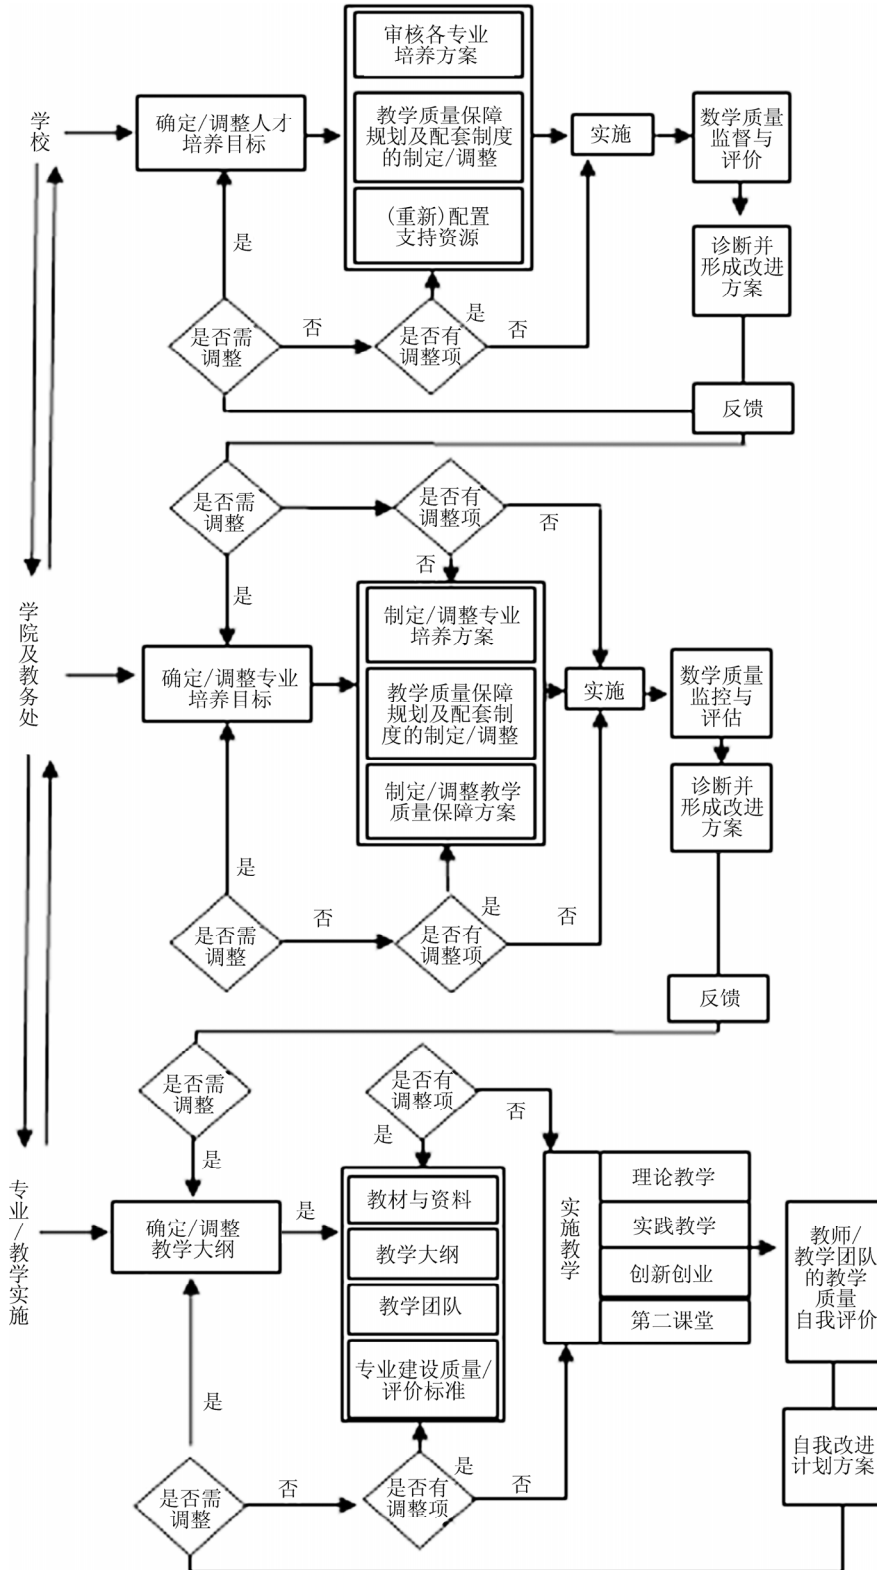 学校
确定/调整人才
培养目标
审核各专业
培养方案
教学质量保障
规划及配套制度
的制定/调整
(重新)配置
支持资源
实施
数学质量
监督与
评价
诊断并
形成改进
方案
反馈
是
是否需
调整
否
是否有
调整项
是
否
是否需
调整
是否有
调整项
否
否
是
学院及教务处
确定/调整专业
培养目标
制定/调整专业
培养方案
教学质量保障
规划及配套制
度的制定/调整
制定/调整教学
质量保障方案
实施
数学质量
监控与
评估
诊断并
形成改进
方案
反馈
是
是否需
调整
否
是否有
调整项
是
否
是否需
调整
是否有
调整项
是
否
是
专业/教学实施
确定/调整
教学大纲
是
教材与资料
教学大纲
教学团队
专业建设质量/
评价标准
实施教学
理论教学
实践教学
创新创业
第二课堂
教师/
教学团队
的教学
质量
自我评价
自我改进
计划方案
是
是否需
调整
否
是否有
调整项
是
否